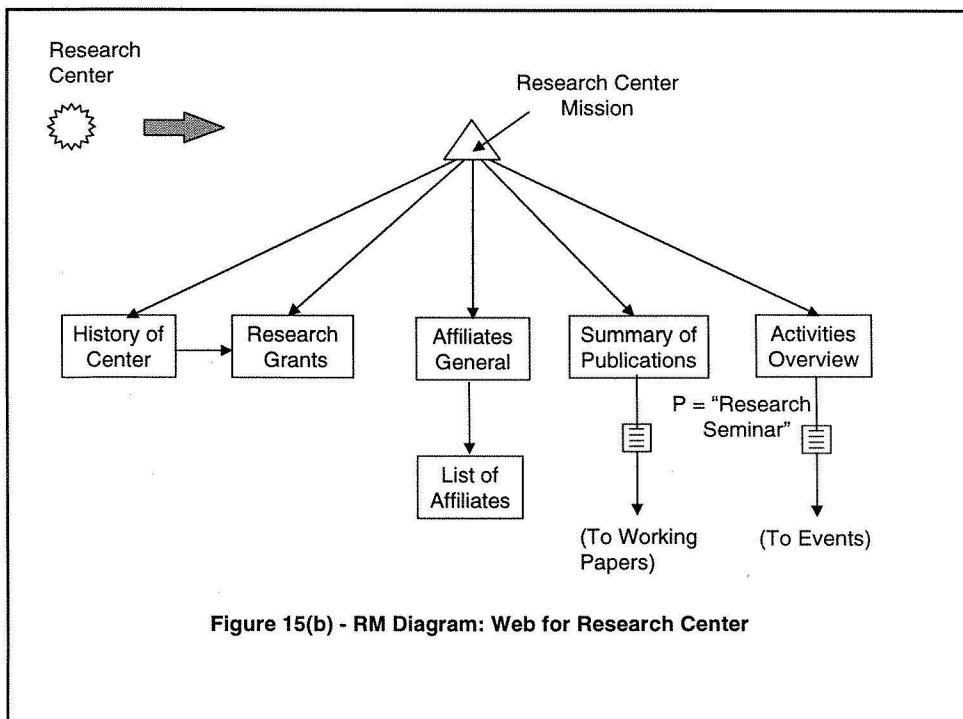 Research
Center
Research Center
Mission
History of
Center
Research
Grants
Affiliates
General
Summary of
Publications
Activities
Overview
P = “Research
Seminar”
List of
Affiliates
(To Working
Papers)
(To Events)
Figure 15(b) - RM Diagram: Web for Research Center